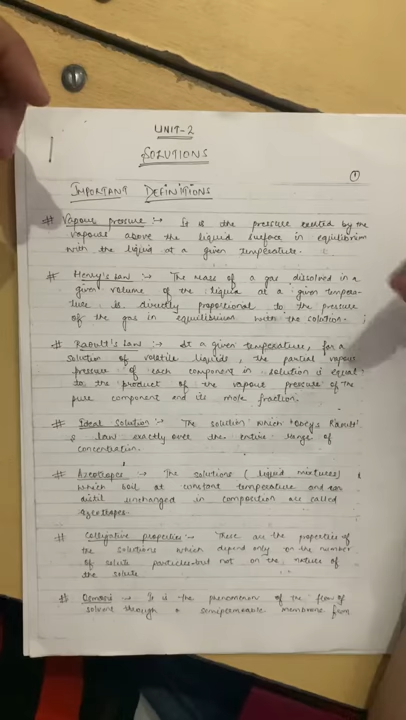 UNIT-2
SOLUTIONS
1
IMPORTANT DEFINITIONS
# Vapour pressure :→ It is the pressure exerted by the
vapours above the liquid surface in equilibrium
with the liquid at a given temperature.
# Henry's Law :→ The mass of a gas dissolved in a
given volume of the liquid at a given tempera-
ture is directly proportional to the pressure
of the gas in equilibrium with the solution.
# Raoult's Law :→ At a given temperature, for a
solution of volatile liquids, the partial vapour
pressure of each component in solution is equal
to the product of the vapour pressure of the
pure component and its mole fraction.
# Ideal Solution :→ The solution which obeys Raoult'
s law exactly over the entire range of
concentration.
# Azeotropes :→ The solutions (liquid mixtures)
which boil at constant temperature and can
distil unchanged in composition are called
azeotropes.
# Colligative properties :→ These are the properties of
the solutions which depend only on the number
of solute particles but not on the nature of
the solute.
# Osmosis :→ It is the phenomenon of the flow of
solvent through a semipermeable membrane from